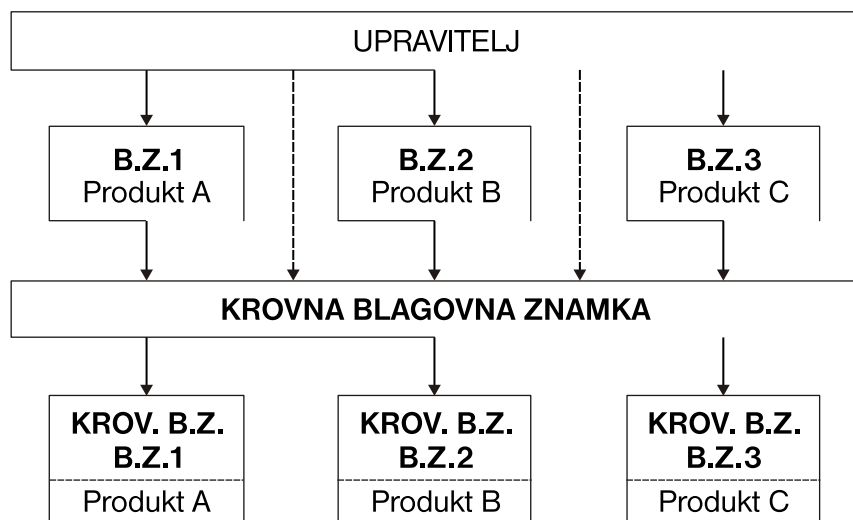 UPRAVITELJ
B.Z.1
Produkt A
B.Z.2
Produkt B
B.Z.3
Produkt C
KROVNA BLAGOVNA ZNAMKA
KROV. B.Z.
B.Z.1
Produkt A
KROV. B.Z.
B.Z.2
Produkt B
KROV. B.Z.
B.Z.3
Produkt C